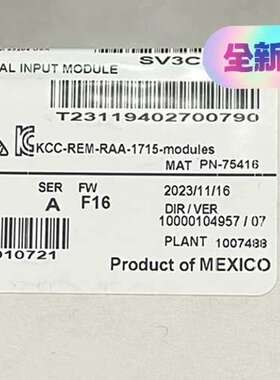 全新
AL INPUT MODULE
SV3C
T23119402700790
KCC-REM-RAA-1715-modules
MAT PN-75416
SER FW 2023/11/16
A F16 DIR/VER
10000104957 / 07
PLANT 1007488
010721
Product of MEXICO